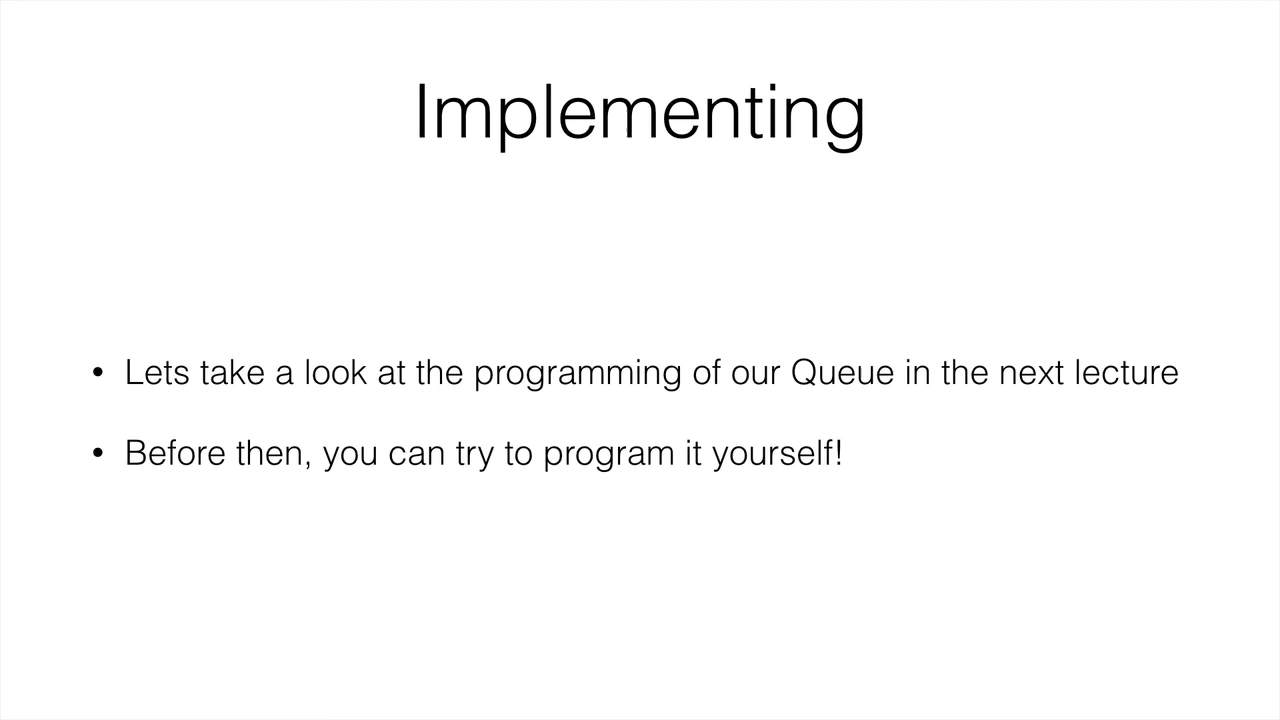 Implementing
• Lets take a look at the programming of our Queue in the next lecture
• Before then, you can try to program it yourself!